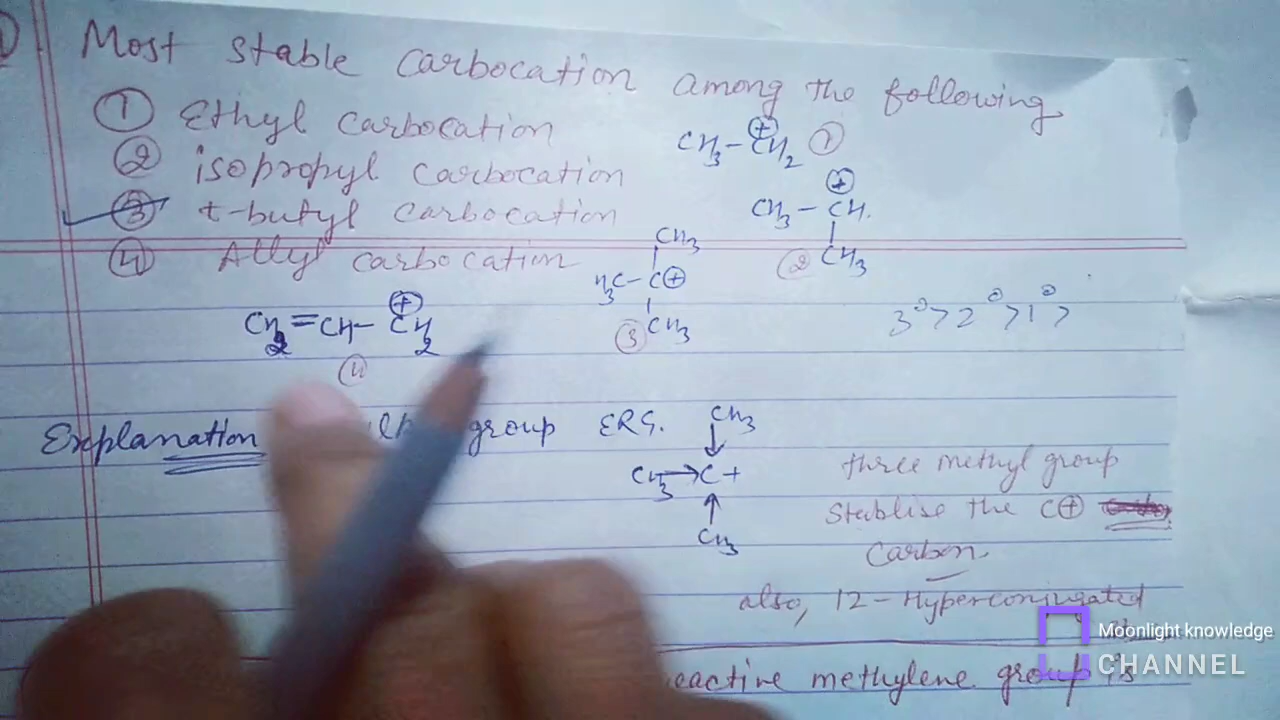 Most stable carbocation among the following
① Ethyl carbocation
CH3-CH2 ①
② isopropyl carbocation
③ t-butyl carbocation
CH3-CH.
CH3
②
④ Allyl carbocation
CH3
H3C-C⊕
CH3
③
CH2=CH-CH2
④
3°>2°>1°>
Explanation
group ERG.
CH3
CH3→C+
CH3
three methyl group
Stablise the C⊕
Carbon
also, 12-Hyperconjugated
methylene group is
Moonlight knowledge
CHANNEL